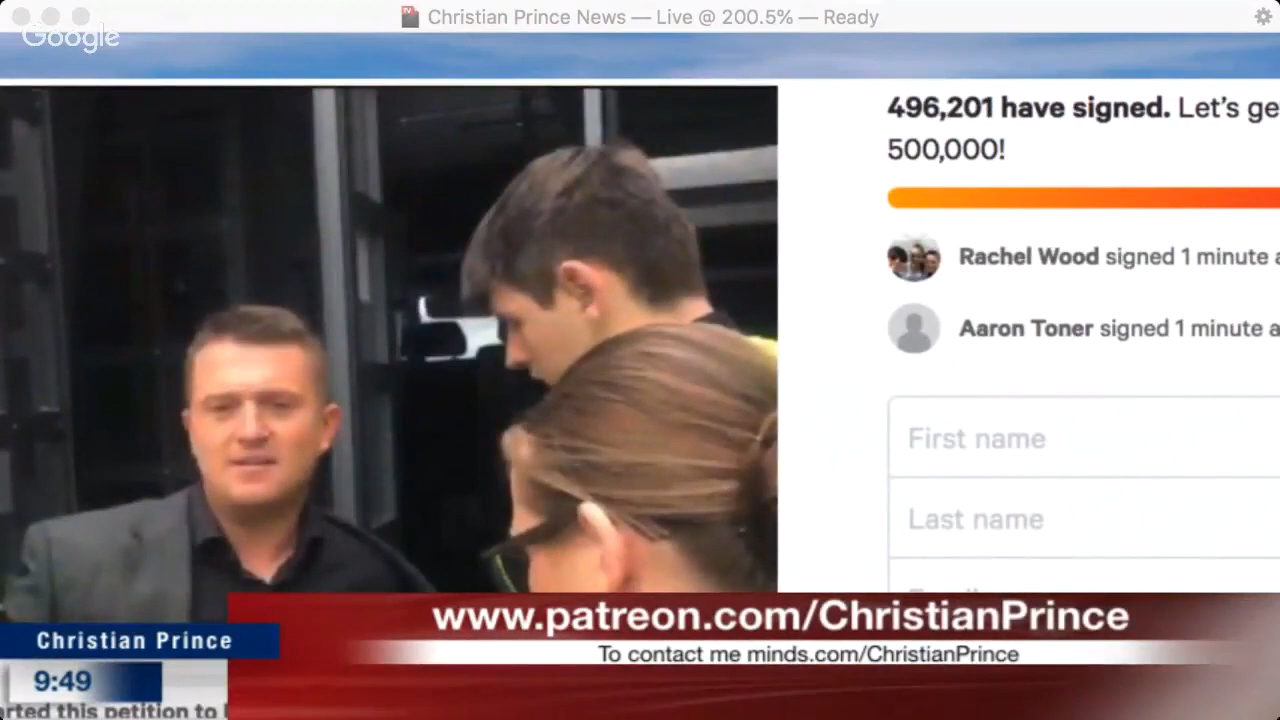 Christian Prince News — Live @ 200.5% — Ready
Google
496,201 have signed. Let's ge
500,000!
Rachel Wood signed 1 minute a
Aaron Toner signed 1 minute a
First name
Last name
www.patreon.com/ChristianPrince
To contact me minds.com/ChristianPrince
Christian Prince
9:49
arted this petition to